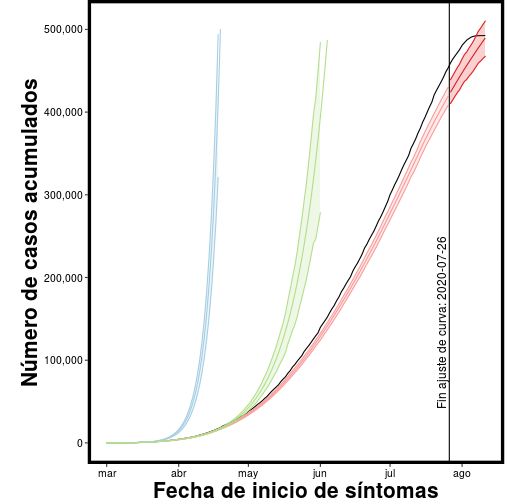 Número de casos acumulados
500,000
400,000
300,000
200,000
100,000
0
Fin ajuste de curva: 2020-07-26
mar abr may jun jul ago
Fecha de inicio de síntomas